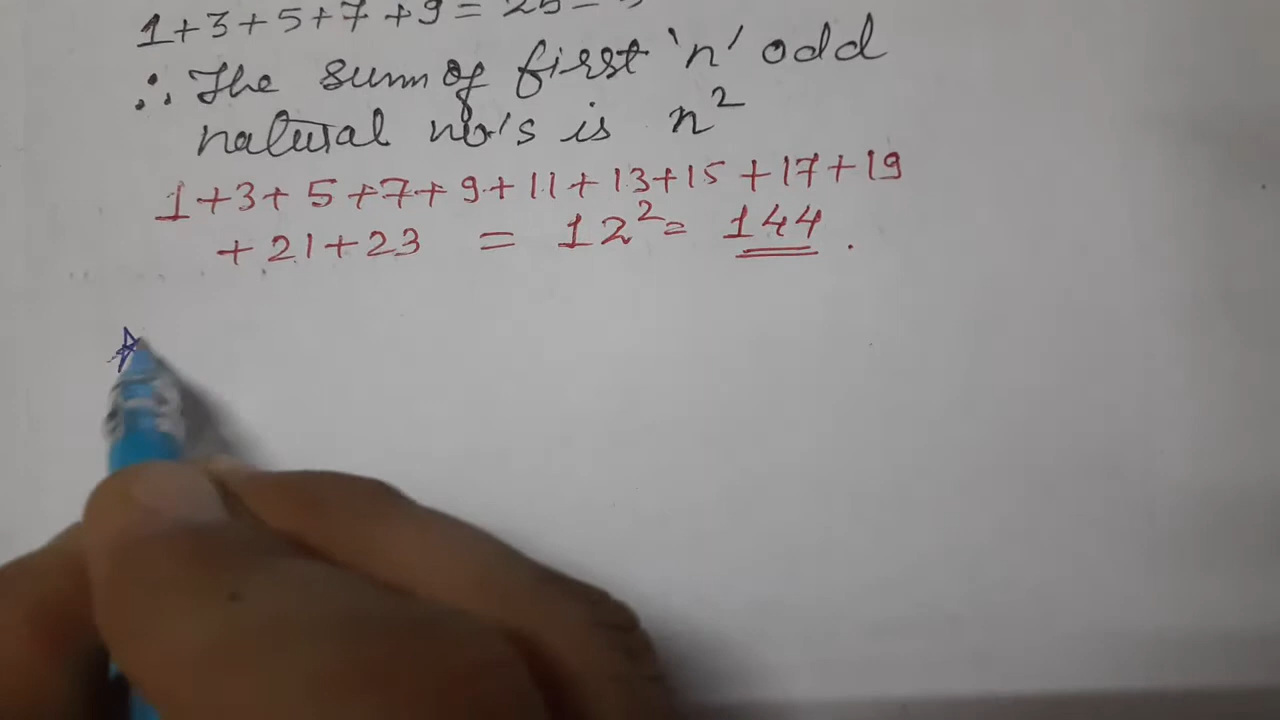 1+3+5+7+9= 25=
∴ The sum of first 'n' odd
natural no's is n²
1+3+5+7+9+11+13+15+17+19
+21+23 = 12² = 144.